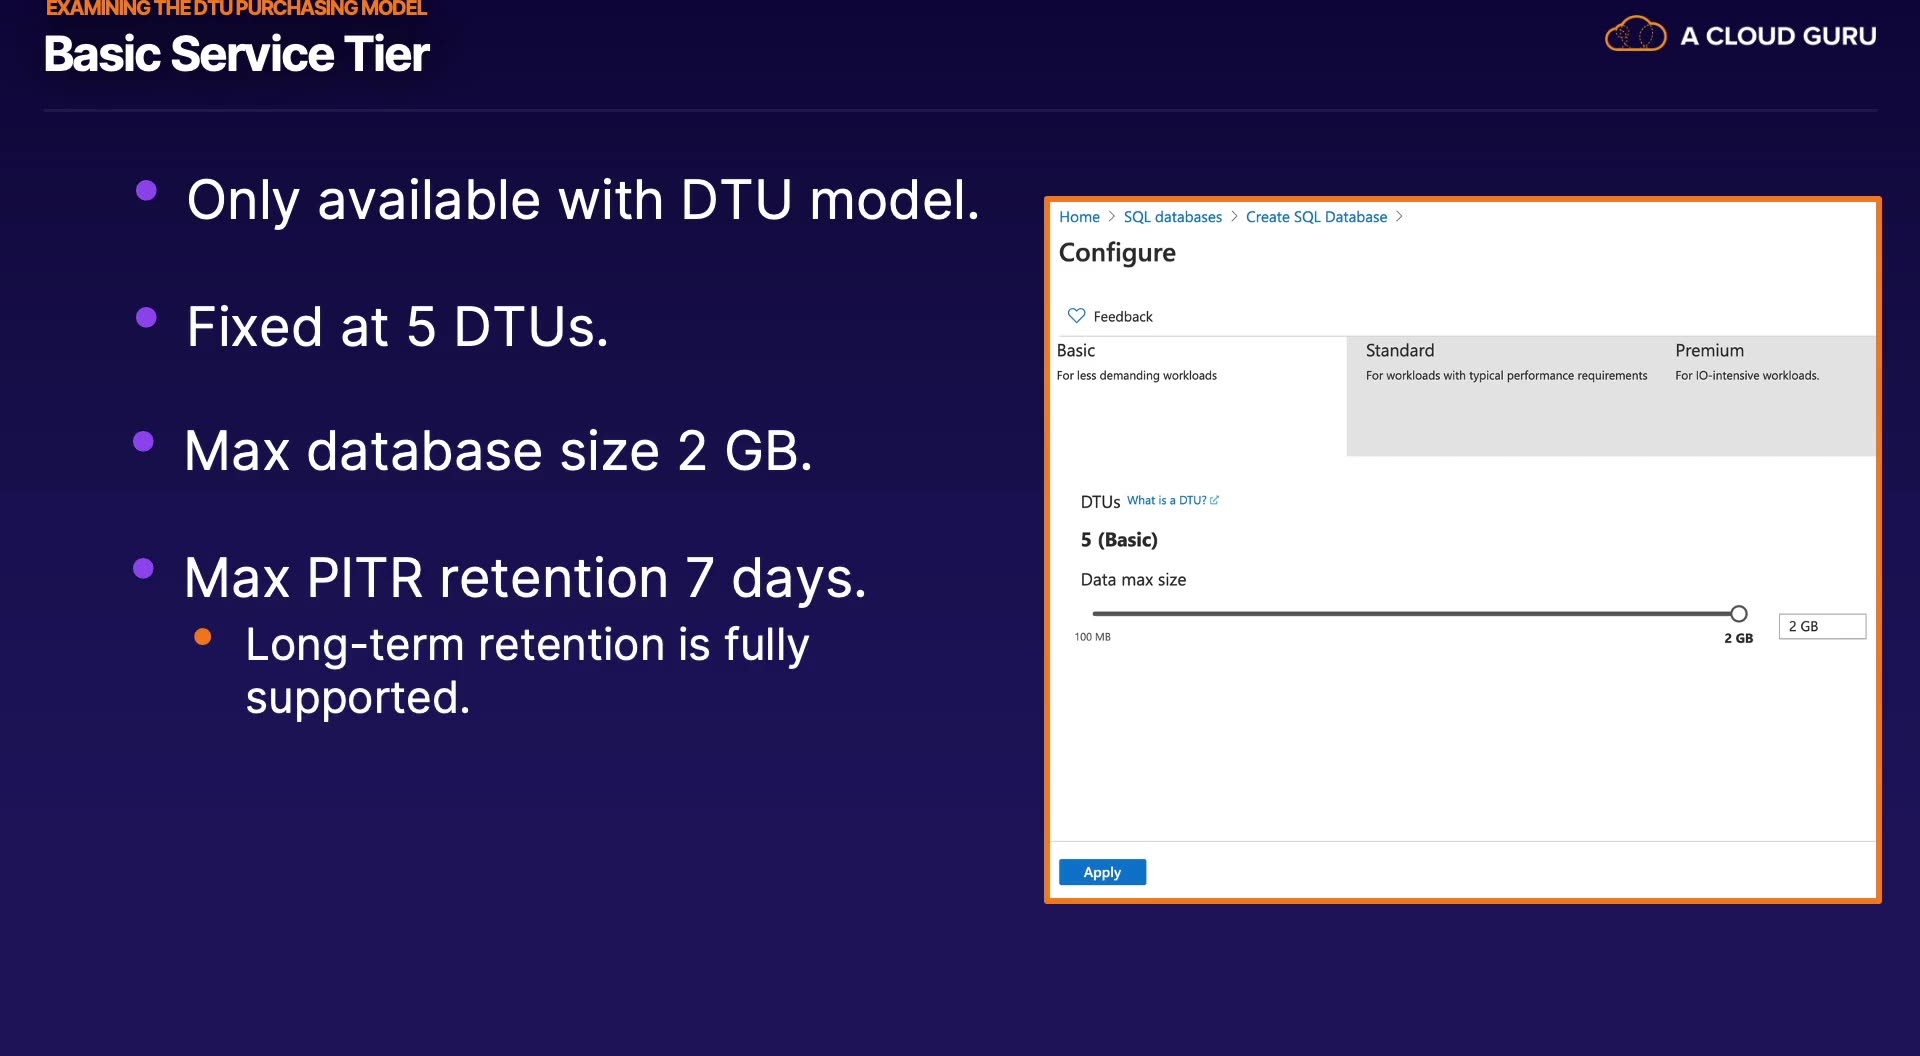 EXAMINING THE DTU PURCHASING MODEL
Basic Service Tier
A CLOUD GURU
Only available with DTU model.
Fixed at 5 DTUs.
Max database size 2 GB.
Max PITR retention 7 days.
Long-term retention is fully
supported.
Home > SQL databases > Create SQL Database >
Configure
Feedback
Basic
For less demanding workloads
Standard
For workloads with typical performance requirements
Premium
For IO-intensive workloads.
DTUs What is a DTU?
5 (Basic)
Data max size
100 MB
2 GB
2 GB
Apply